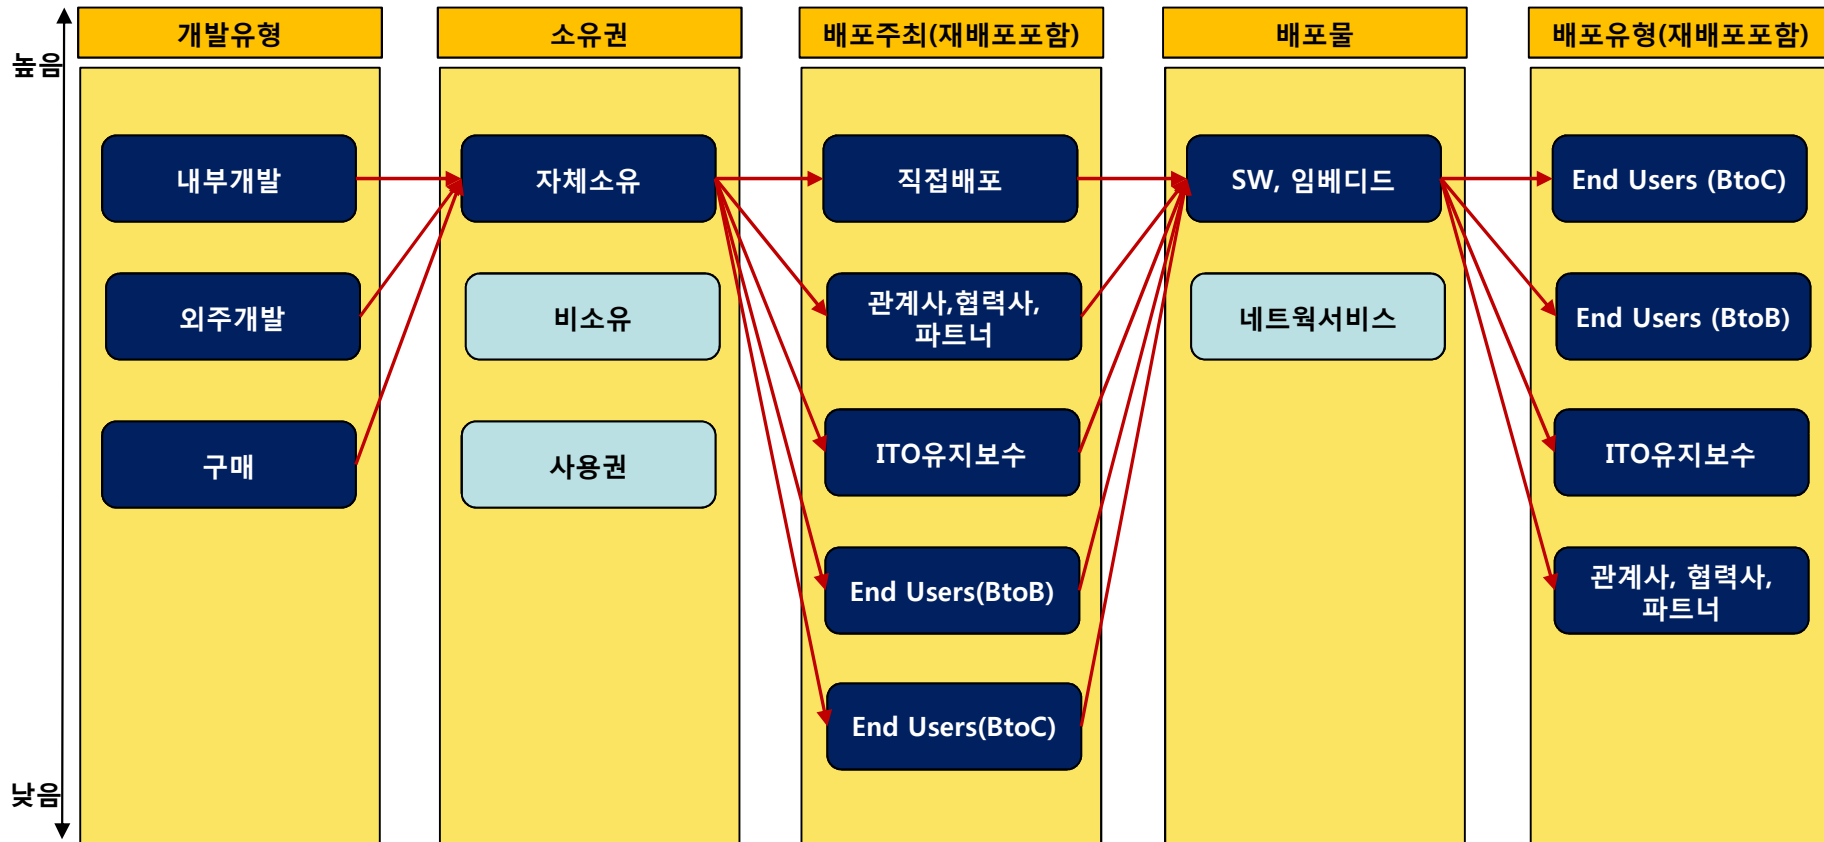 개발유형
소유권
배포주최(재배포포함)
배포물
배포유형(재배포포함)
높음
내부개발
자체소유
직접배포
SW, 임베디드
End Users (BtoC)
외주개발
비소유
관계사,협력사,
파트너
네트웍서비스
End Users (BtoB)
구매
사용권
ITO유지보수
ITO유지보수
End Users(BtoB)
관계사, 협력사,
파트너
End Users(BtoC)
낮음